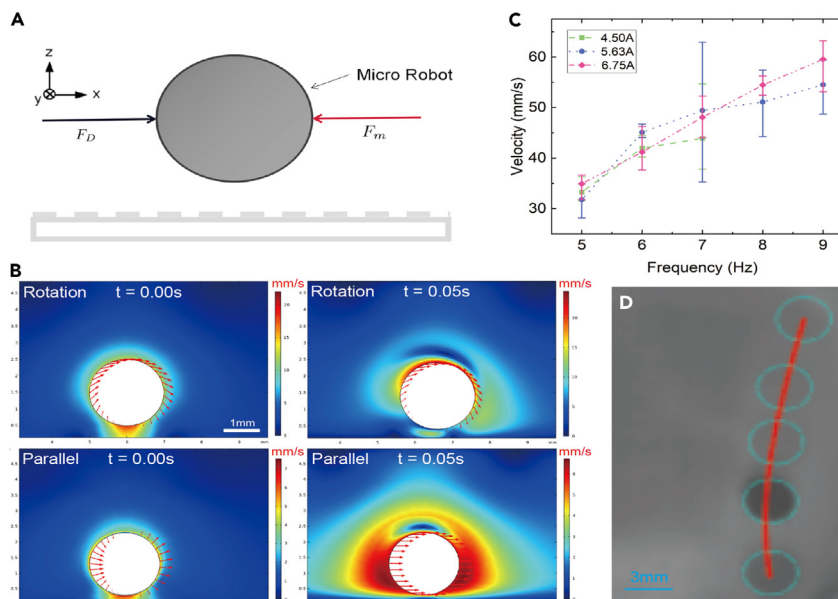 A
z
y
x
Micro Robot
F_D
F_m
C
Velocity (mm/s)
60
50
40
30
4.50A
5.63A
6.75A
5 6 7 8 9
Frequency (Hz)
B
Rotation t = 0.00s
mm/s
1mm
Rotation t = 0.05s
mm/s
Parallel t = 0.00s
mm/s
Parallel t = 0.05s
mm/s
D
3mm